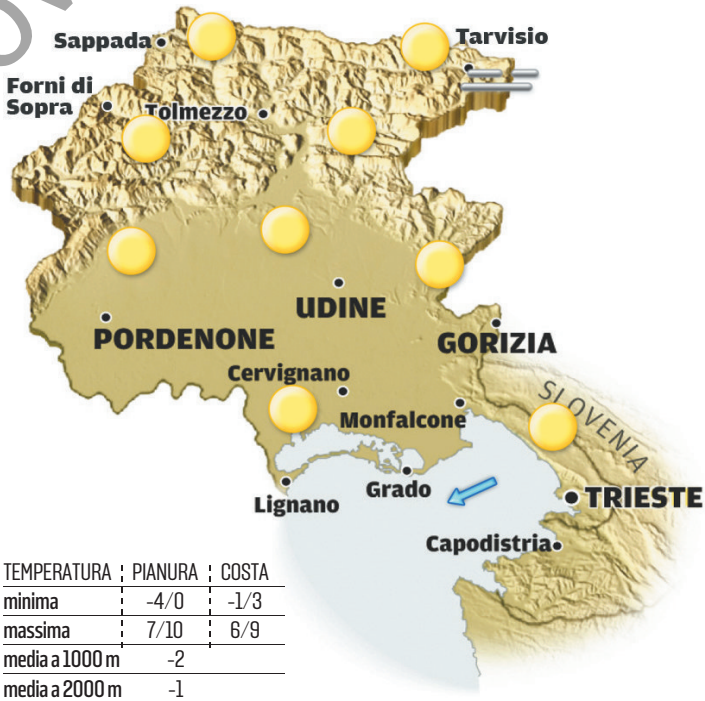 Sappada
Tarvisio
Forni di
Sopra
Tolmezzo
UDINE
PORDENONE
GORIZIA
Cervignano
SLOVENIA
Monfalcone
Grado
Lignano
TRIESTE
Capodistria
TEMPERATURA PIANURA COSTA
minima -4/0 -1/3
massima 7/10 6/9
media a 1000 m -2
media a 2000 m -1